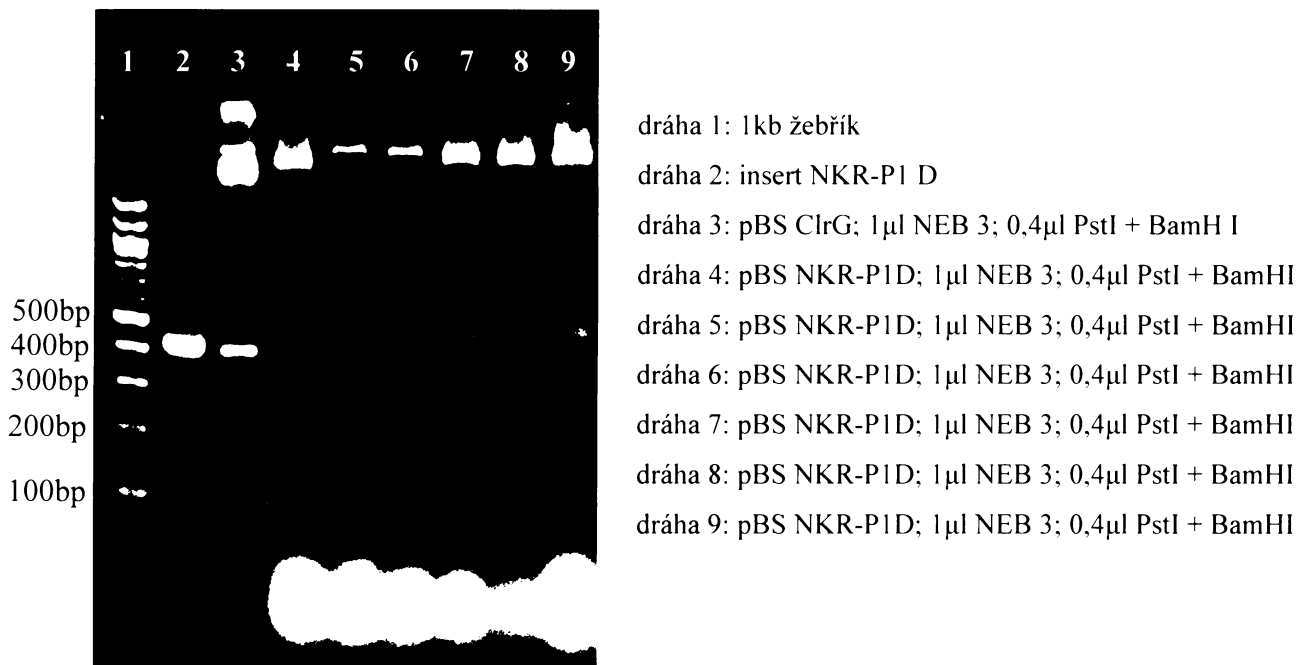 1 2 3 4 5 6 7 8 9
500bp
400bp
300bp
200bp
100bp
dráha 1: 1kb žebřík
dráha 2: insert NKR-P1 D
dráha 3: pBS ClrG; 1µl NEB 3; 0,4µl PstI + BamH I
dráha 4: pBS NKR-P1D; 1µl NEB 3; 0,4µl PstI + BamHI
dráha 5: pBS NKR-P1D; 1µl NEB 3; 0,4µl PstI + BamHI
dráha 6: pBS NKR-P1D; 1µl NEB 3; 0,4µl PstI + BamHI
dráha 7: pBS NKR-P1D; 1µl NEB 3; 0,4µl PstI + BamHI
dráha 8: pBS NKR-P1D; 1µl NEB 3; 0,4µl PstI + BamHI
dráha 9: pBS NKR-P1D; 1µl NEB 3; 0,4µl PstI + BamHI